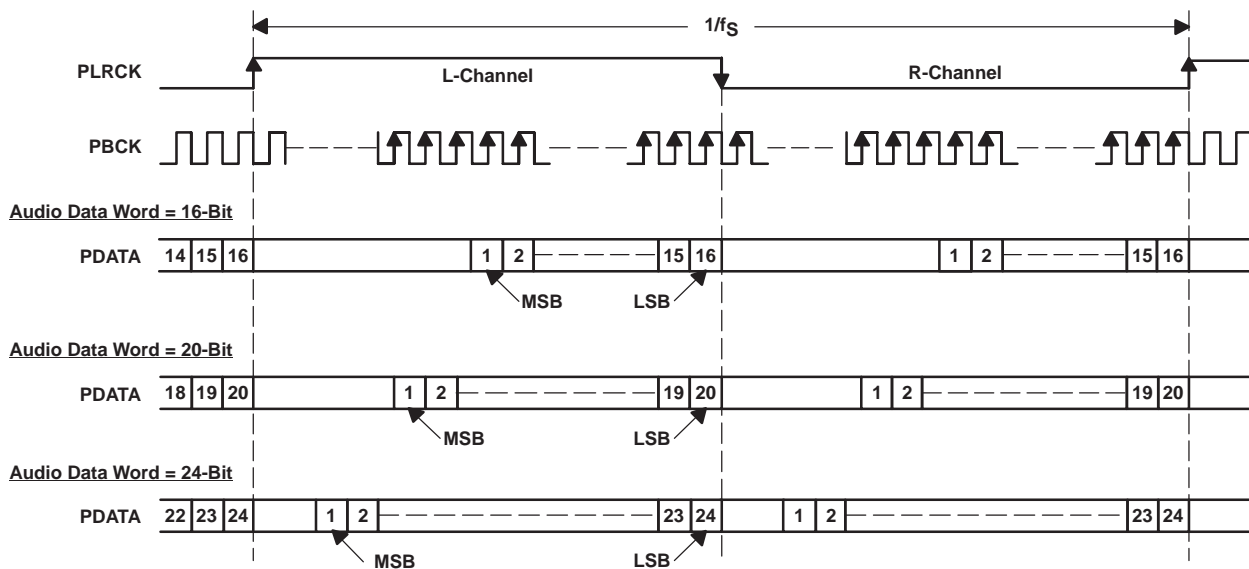 1/fS
PLRCK L-Channel R-Channel
PBCK
Audio Data Word = 16-Bit
PDATA 14 15 16 1 2 15 16 1 2 15 16
MSB LSB
Audio Data Word = 20-Bit
PDATA 18 19 20 1 2 19 20 1 2 19 20
MSB LSB
Audio Data Word = 24-Bit
PDATA 22 23 24 1 2 23 24 1 2 23 24
MSB LSB